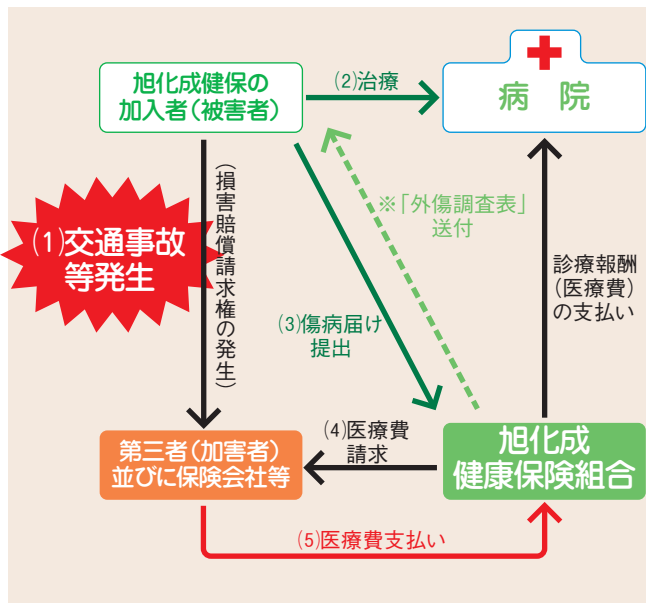 旭化成健保の
加入者(被害者)
(2)治療
病 院
(1)交通事故
等発生
(損害賠償請求権の発生)
※「外傷調査表」
送付
診療報酬
(医療費)
の支払い
(3)傷病届け
提出
第三者(加害者)
並びに保険会社等
(4)医療費
請求
旭化成
健康保険組合
(5)医療費支払い